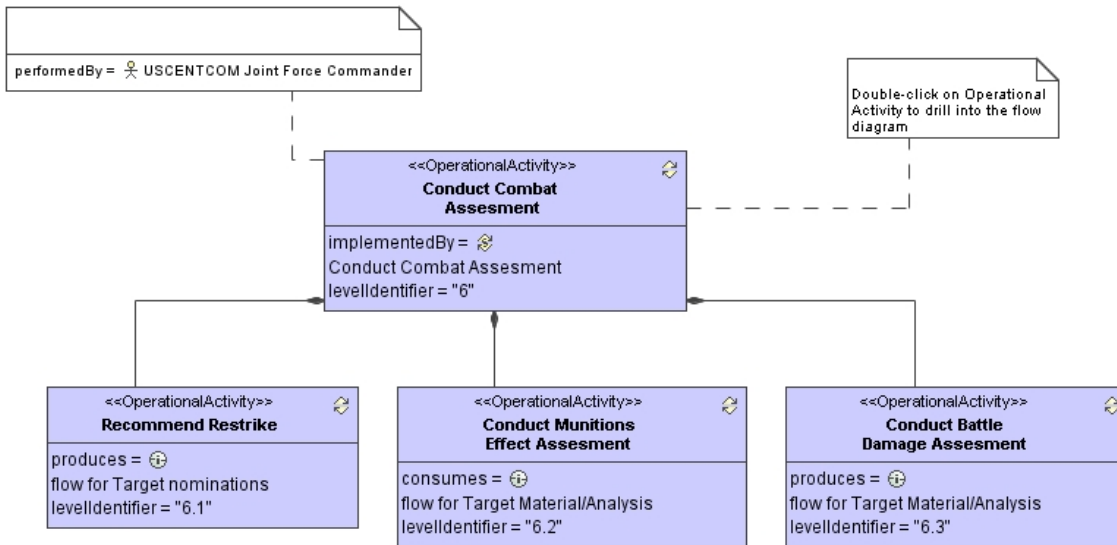 performedBy = USCENTCOM Joint Force Commander
Double-click on Operational
Activity to drill into the flow
diagram
<<OperationalActivity>>
Conduct Combat
Assesment
implementedBy =
Conduct Combat Assesment
levelIdentifier = "6"
<<OperationalActivity>>
Recommend Restrike
produces =
flow for Target nominations
levelIdentifier = "6.1"
<<OperationalActivity>>
Conduct Munitions
Effect Assesment
consumes =
flow for Target Material/Analysis
levelIdentifier = "6.2"
<<OperationalActivity>>
Conduct Battle
Damage Assesment
produces =
flow for Target Material/Analysis
levelIdentifier = "6.3"